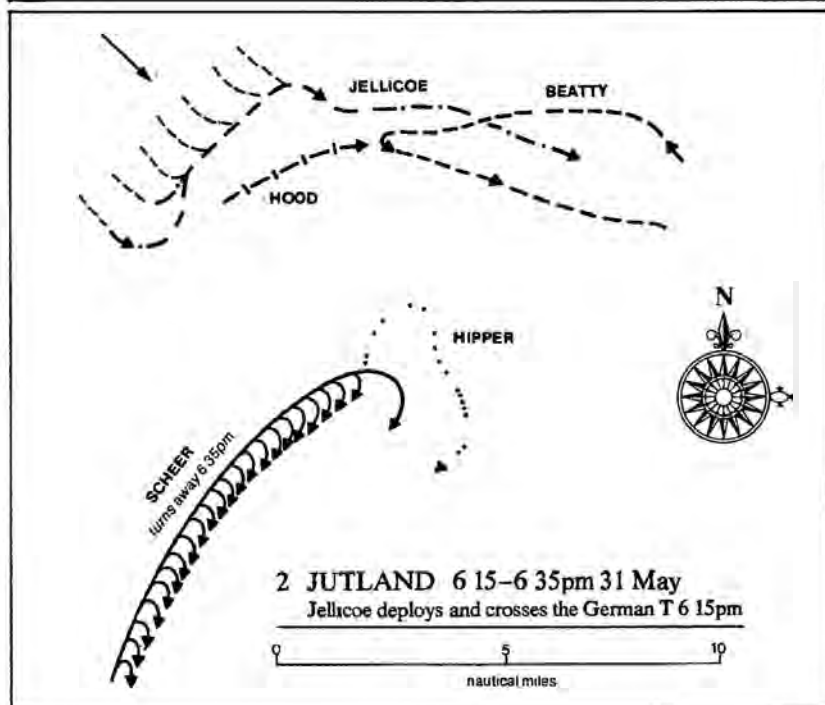 JELLICOE
BEATTY
HOOD
N
HIPPER
SCHEER
turns away 6 35pm
2 JUTLAND 6 15–6 35pm 31 May
Jellicoe deploys and crosses the German T 6 15pm
0 5 10
nautical miles